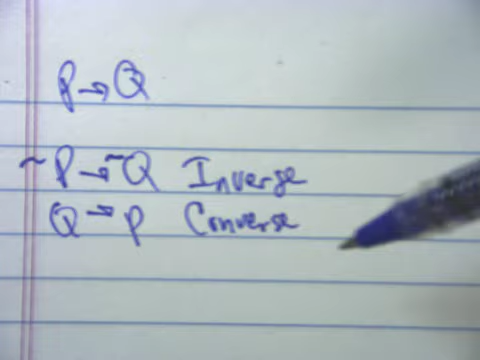 P → Q
~P → ~Q Inverse
Q → P Converse